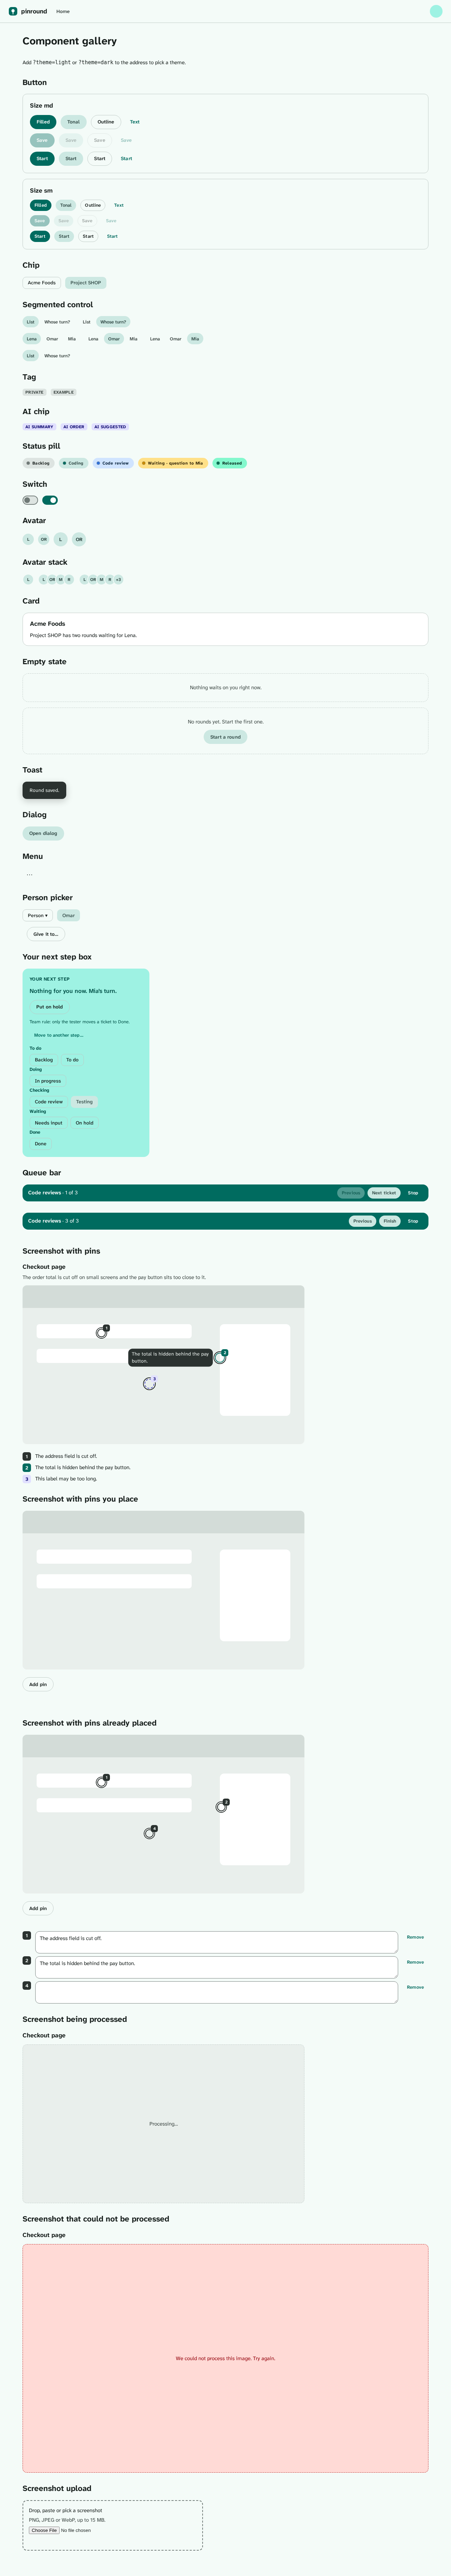 pinround Home
Component gallery
Add ?theme=light or ?theme=dark to the address to pick a theme.
Button
Size md
Filled Tonal Outline Text
Save Save Save Save
Start Start Start Start
Size sm
Filled Tonal Outline Text
Save Save Save Save
Start Start Start Start
Chip
Acme Foods Project SHOP
Segmented control
List Whose turn? List Whose turn?
Lena Omar Mia Lena Omar Mia Lena Omar Mia
List Whose turn?
Tag
PRIVATE EXAMPLE
AI chip
AI SUMMARY AI ORDER AI SUGGESTED
Status pill
Backlog Coding Code review Waiting · question to Mia Released
Switch
Avatar
L OR L OR
Avatar stack
L L OR M R L OR M R +3
Card
Acme Foods
Project SHOP has two rounds waiting for Lena.
Empty state
Nothing waits on you right now.
No rounds yet. Start the first one.
Start a round
Toast
Round saved.
Dialog
Open dialog
Menu
...
Person picker
Person ▾ Omar
Give it to...
Your next step box
YOUR NEXT STEP
Nothing for you now. Mia's turn.
Put on hold
Team rule: only the tester moves a ticket to Done.
Move to another step...
To do
Backlog To do
Doing
In progress
Checking
Code review Testing
Waiting
Needs input On hold
Done
Done
Queue bar
Code reviews · 1 of 3 Previous Next ticket Stop
Code reviews · 3 of 3 Previous Finish Stop
Screenshot with pins
Checkout page
The order total is cut off on small screens and the pay button sits too close to it.
1
The total is hidden behind the pay button.
2
3
1 The address field is cut off.
2 The total is hidden behind the pay button.
3 This label may be too long.
Screenshot with pins you place
Add pin
Screenshot with pins already placed
1
2
4
Add pin
1 The address field is cut off. Remove
2 The total is hidden behind the pay button. Remove
4 Remove
Screenshot being processed
Checkout page
Processing...
Screenshot that could not be processed
Checkout page
We could not process this image. Try again.
Screenshot upload
Drop, paste or pick a screenshot
PNG, JPEG or WebP, up to 15 MB.
Choose File No file chosen